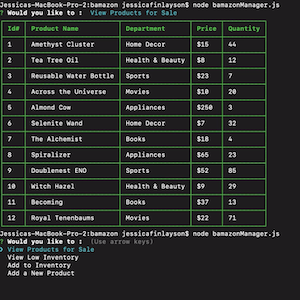 Jessicas-MacBook-Pro-2:bamazon jessicafinlayson$ node bamazonManager.js
? Would you like to : View Products for Sale
Id# Product Name Department Price Quantity
1 Amethyst Cluster Home Decor $15 44
2 Tea Tree Oil Health & Beauty $8 12
3 Reusable Water Bottle Sports $23 7
4 Across the Universe Movies $10 20
5 Almond Cow Appliances $250 3
6 Selenite Wand Home Decor $7 32
7 The Alchemist Books $18 4
8 Spiralizer Appliances $65 23
9 Doublenest END Sports $52 85
10 Witch Hazel Health & Beauty $9 29
11 Becoming Books $37 13
12 Royal Tenenbaums Movies $22 71
Jessicas-MacBook-Pro-2:bamazon jessicafinlayson$ node bamazonManager.js
? Would you like to : (Use arrow keys)
❯ View Products for Sale
View Low Inventory
Add to Inventory
Add a New Product